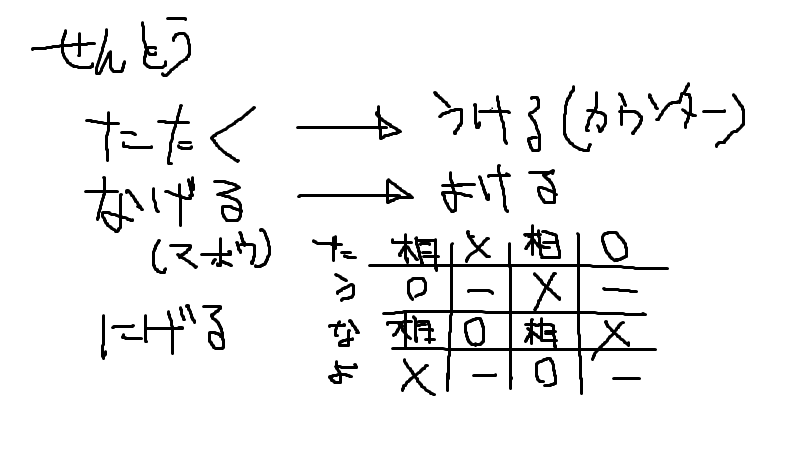 せんとう
たたく → うける(カウンター)
なげる → よける
(マホウ)
にげる
た 相 X 相 O
う O ー X ー
な 相 O 相 X
よ X ー O ー